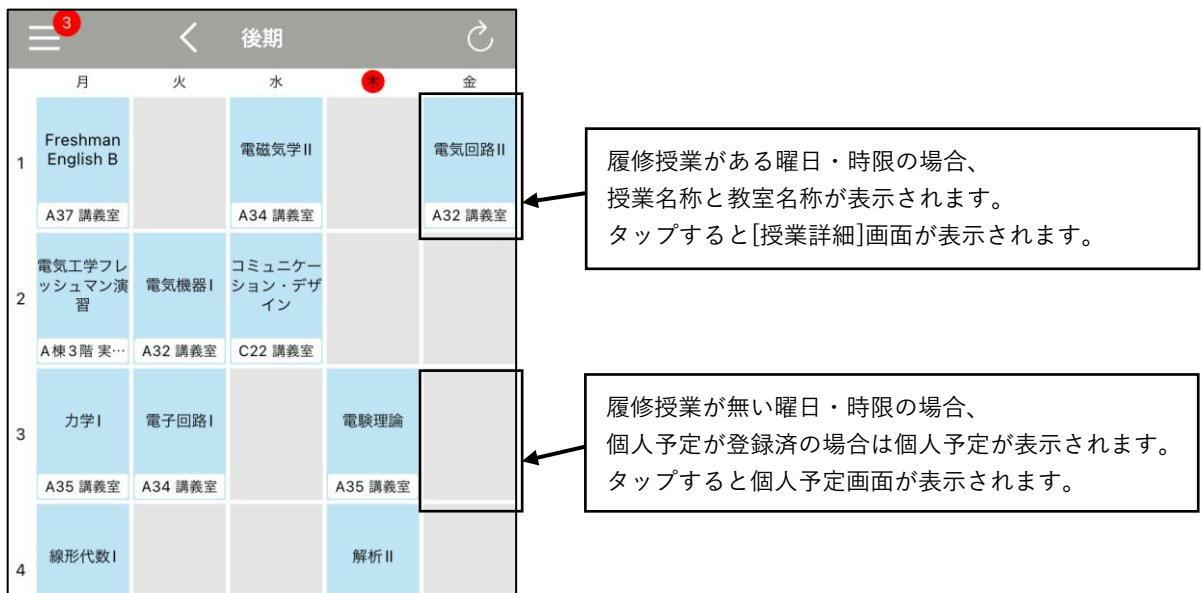 3
後期
月 火 水 木 金
1
Freshman
English B
A37 講義室
電磁気学II
A34 講義室
電気回路II
A32 講義室
2
電気工学フレ
ッシュマン演
習
A棟3階 実…
電気機器I
A32 講義室
コミュニケー
ション・デザ
イン
C22 講義室
3
力学I
A35 講義室
電子回路I
A34 講義室
電験理論
A35 講義室
4
線形代数I
解析II
履修授業がある曜日・時限の場合、
授業名称と教室名称が表示されます。
タップすると[授業詳細]画面が表示されます。
履修授業が無い曜日・時限の場合、
個人予定が登録済の場合は個人予定が表示されます。
タップすると個人予定画面が表示されます。